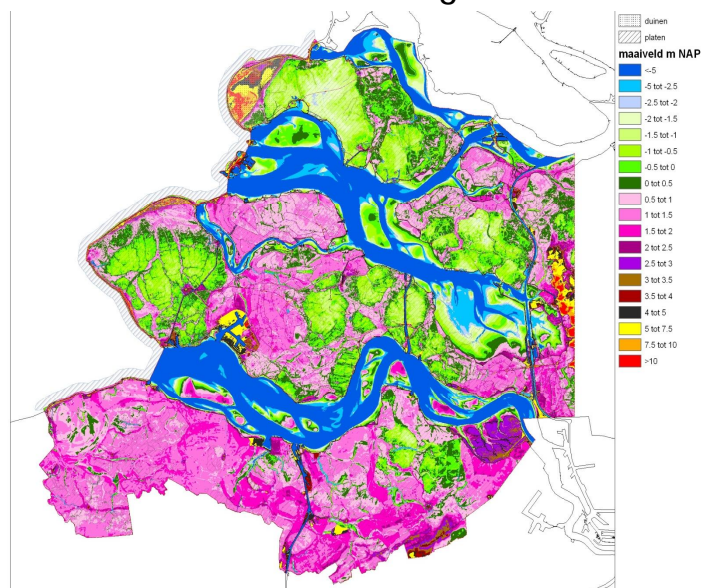 duinen
platen
maaiveld m NAP
<-5
-5 tot -2.5
-2.5 tot -2
-2 tot -1.5
-1.5 tot -1
-1 tot -0.5
-0.5 tot 0
0 tot 0.5
0.5 tot 1
1 tot 1.5
1.5 tot 2
2 tot 2.5
2.5 tot 3
3 tot 3.5
3.5 tot 4
4 tot 5
5 tot 7.5
7.5 tot 10
>10